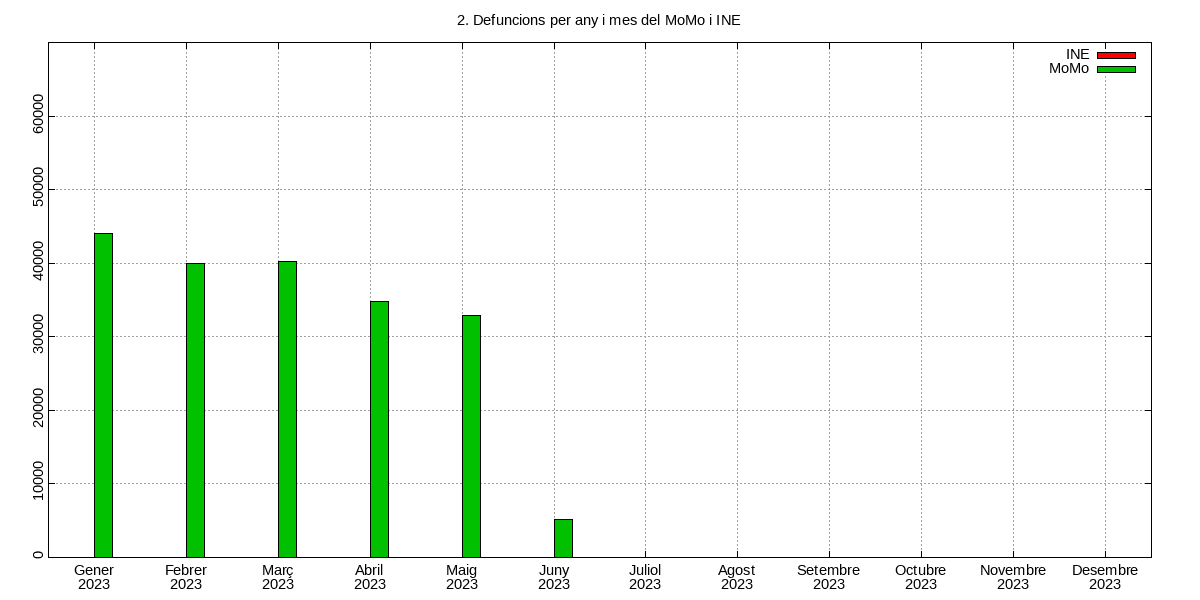 2. Defuncions per any i mes del MoMo i INE
INE
MoMo
60000
50000
40000
30000
20000
10000
0
Gener Febrer Març Abril Maig Juny Juliol Agost Setembre Octubre Novembre Desembre
2023 2023 2023 2023 2023 2023 2023 2023 2023 2023 2023 2023